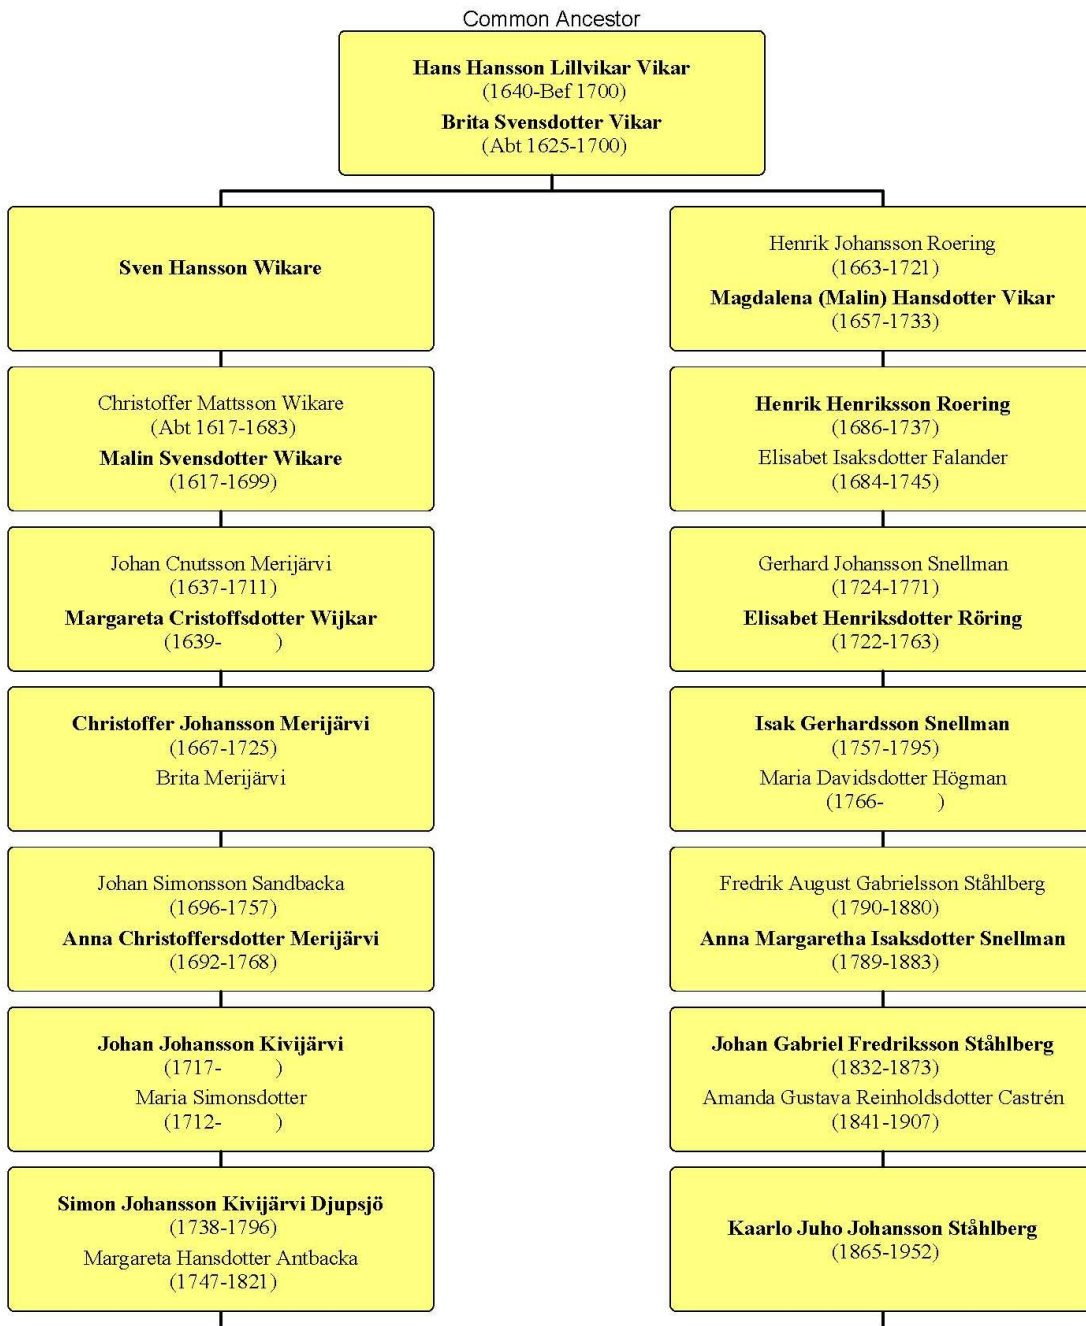 Common Ancestor
Hans Hansson Lillvikar Vikar
(1640-Bef 1700)
Brita Svensdotter Vikar
(Abt 1625-1700)
Sven Hansson Wikare
Christoffer Mattsson Wikare
(Abt 1617-1683)
Malin Svensdotter Wikare
(1617-1699)
Johan Cnutsson Merijärvi
(1637-1711)
Margareta Cristoffsdotter Wijkar
(1639- )
Christoffer Johansson Merijärvi
(1667-1725)
Brita Merijärvi
Johan Simonsson Sandbacka
(1696-1757)
Anna Christoffersdotter Merijärvi
(1692-1768)
Johan Johansson Kivijärvi
(1717- )
Maria Simonsdotter
(1712- )
Simon Johansson Kivijärvi Djupsjö
(1738-1796)
Margareta Hansdotter Antbacka
(1747-1821)
Henrik Johansson Roering
(1663-1721)
Magdalena (Malin) Hansdotter Vikar
(1657-1733)
Henrik Henriksson Roering
(1686-1737)
Elisabet Isaksdotter Falander
(1684-1745)
Gerhard Johansson Snellman
(1724-1771)
Elisabet Henriksdotter Röring
(1722-1763)
Isak Gerhardsson Snellman
(1757-1795)
Maria Davidsdotter Högman
(1766- )
Fredrik August Gabrielsson Ståhlberg
(1790-1880)
Anna Margaretha Isaksdotter Snellman
(1789-1883)
Johan Gabriel Fredriksson Ståhlberg
(1832-1873)
Amanda Gustava Reinholdsdotter Castrén
(1841-1907)
Kaarlo Juho Johansson Ståhlberg
(1865-1952)